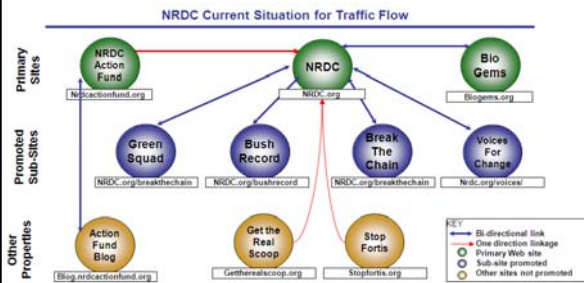 NRDC Current Situation for Traffic Flow
Primary
Sites
NRDC
Action
Fund
Nrdcactionfund.org
NRDC
NRDC.org
Bio
Gems
Biogems.org
Promoted
Sub-Sites
Green
Squad
NRDC.org/breakthechain
Bush
Record
NRDC.org/bushrecord
Break
The
Chain
NRDC.org/breakthechain
Voices
For
Change
Nrdc.org/voices/
Other
Properties
Action
Fund
Blog
Blog.nrdcactionfund.org
Get the
Real
Scoop
Gettherealscoop.org
Stop
Fortis
Stopfortis.org
KEY
Bi-directional link
One direction linkage
Primary Web site
Sub-site promoted
Other sites not promoted